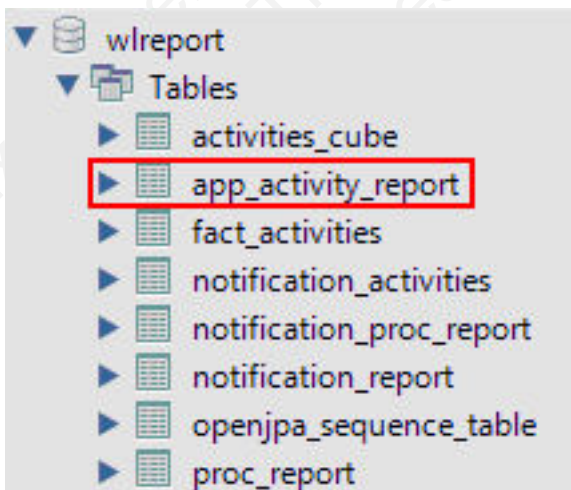 wlreport
Tables
activities_cube
app_activity_report
fact_activities
notification_activities
notification_proc_report
notification_report
openjpa_sequence_table
proc_report